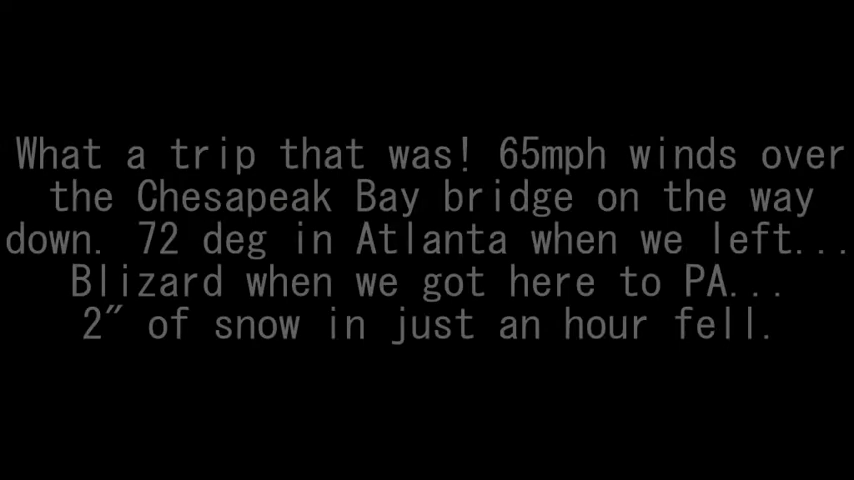 What a trip that was! 65mph winds over
the Chesapeak Bay bridge on the way
down. 72 deg in Atlanta when we left...
Blizard when we got here to PA...
2" of snow in just an hour fell.